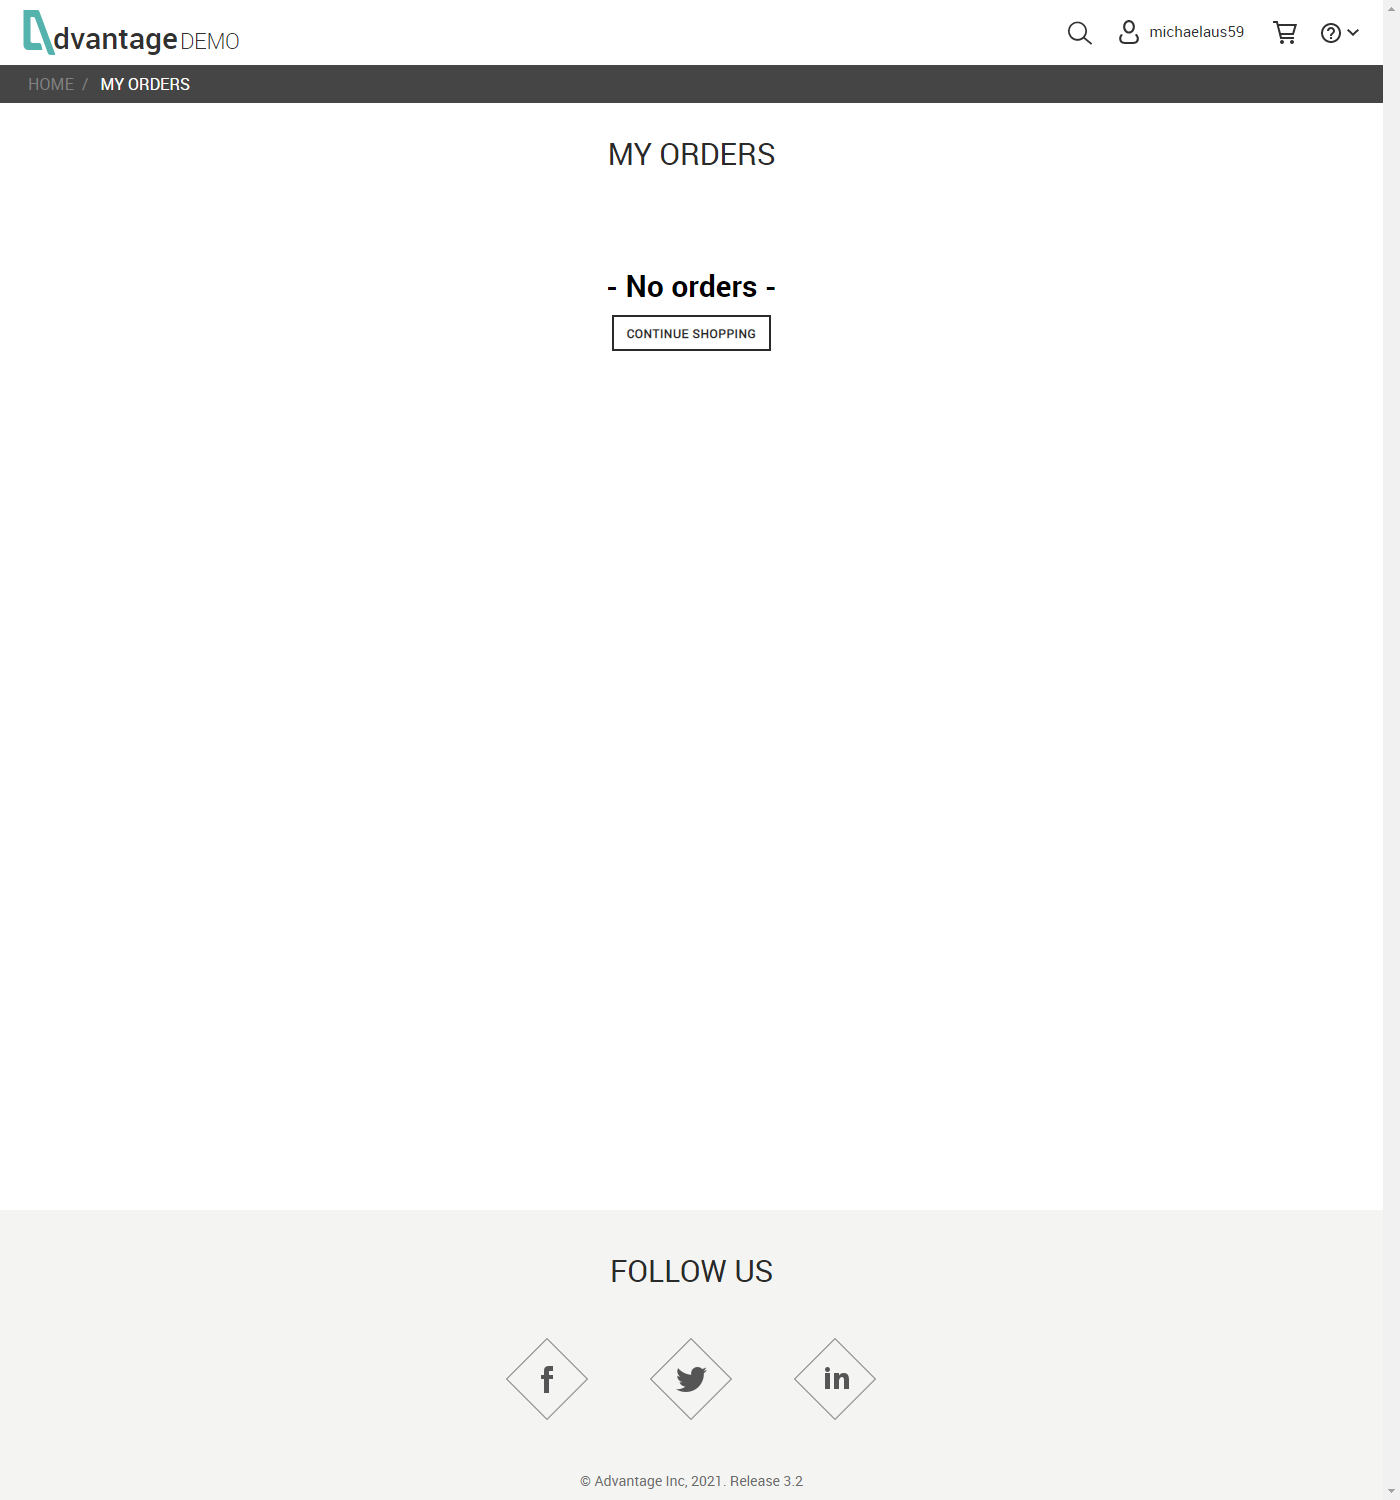 dvantage DEMO
michaelaus59
HOME / MY ORDERS
MY ORDERS
- No orders -
CONTINUE SHOPPING
FOLLOW US
f
in
© Advantage Inc, 2021. Release 3.2